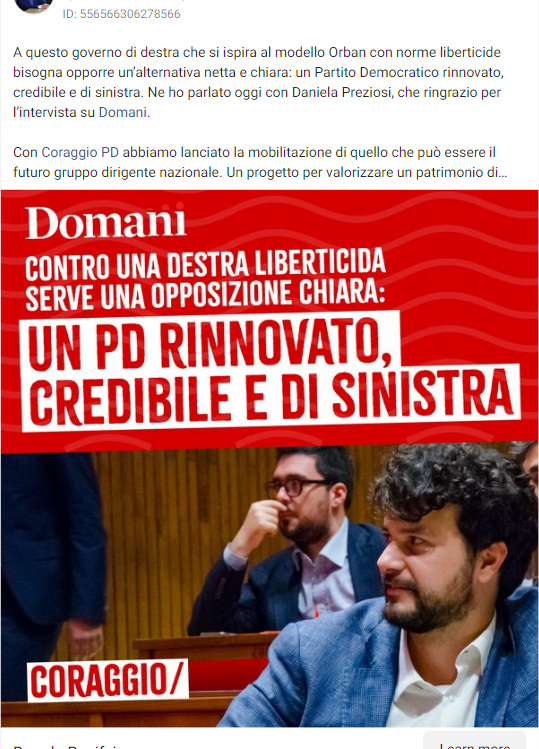 ID: 556566306278566
A questo governo di destra che si ispira al modello Orban con norme liberticide
bisogna opporre un'alternativa netta e chiara: un Partito Democratico rinnovato,
credibile e di sinistra. Ne ho parlato oggi con Daniela Preziosi, che ringrazio per
l'intervista su Domani.
Con Coraggio PD abbiamo lanciato la mobilitazione di quello che può essere il
futuro gruppo dirigente nazionale. Un progetto per valorizzare un patrimonio di...
Domani
CONTRO UNA DESTRA LIBERTICIDA
SERVE UNA OPPOSIZIONE CHIARA:
UN PD RINNOVATO,
CREDIBILE E DI SINISTRA
CORAGGIO/
Learn more